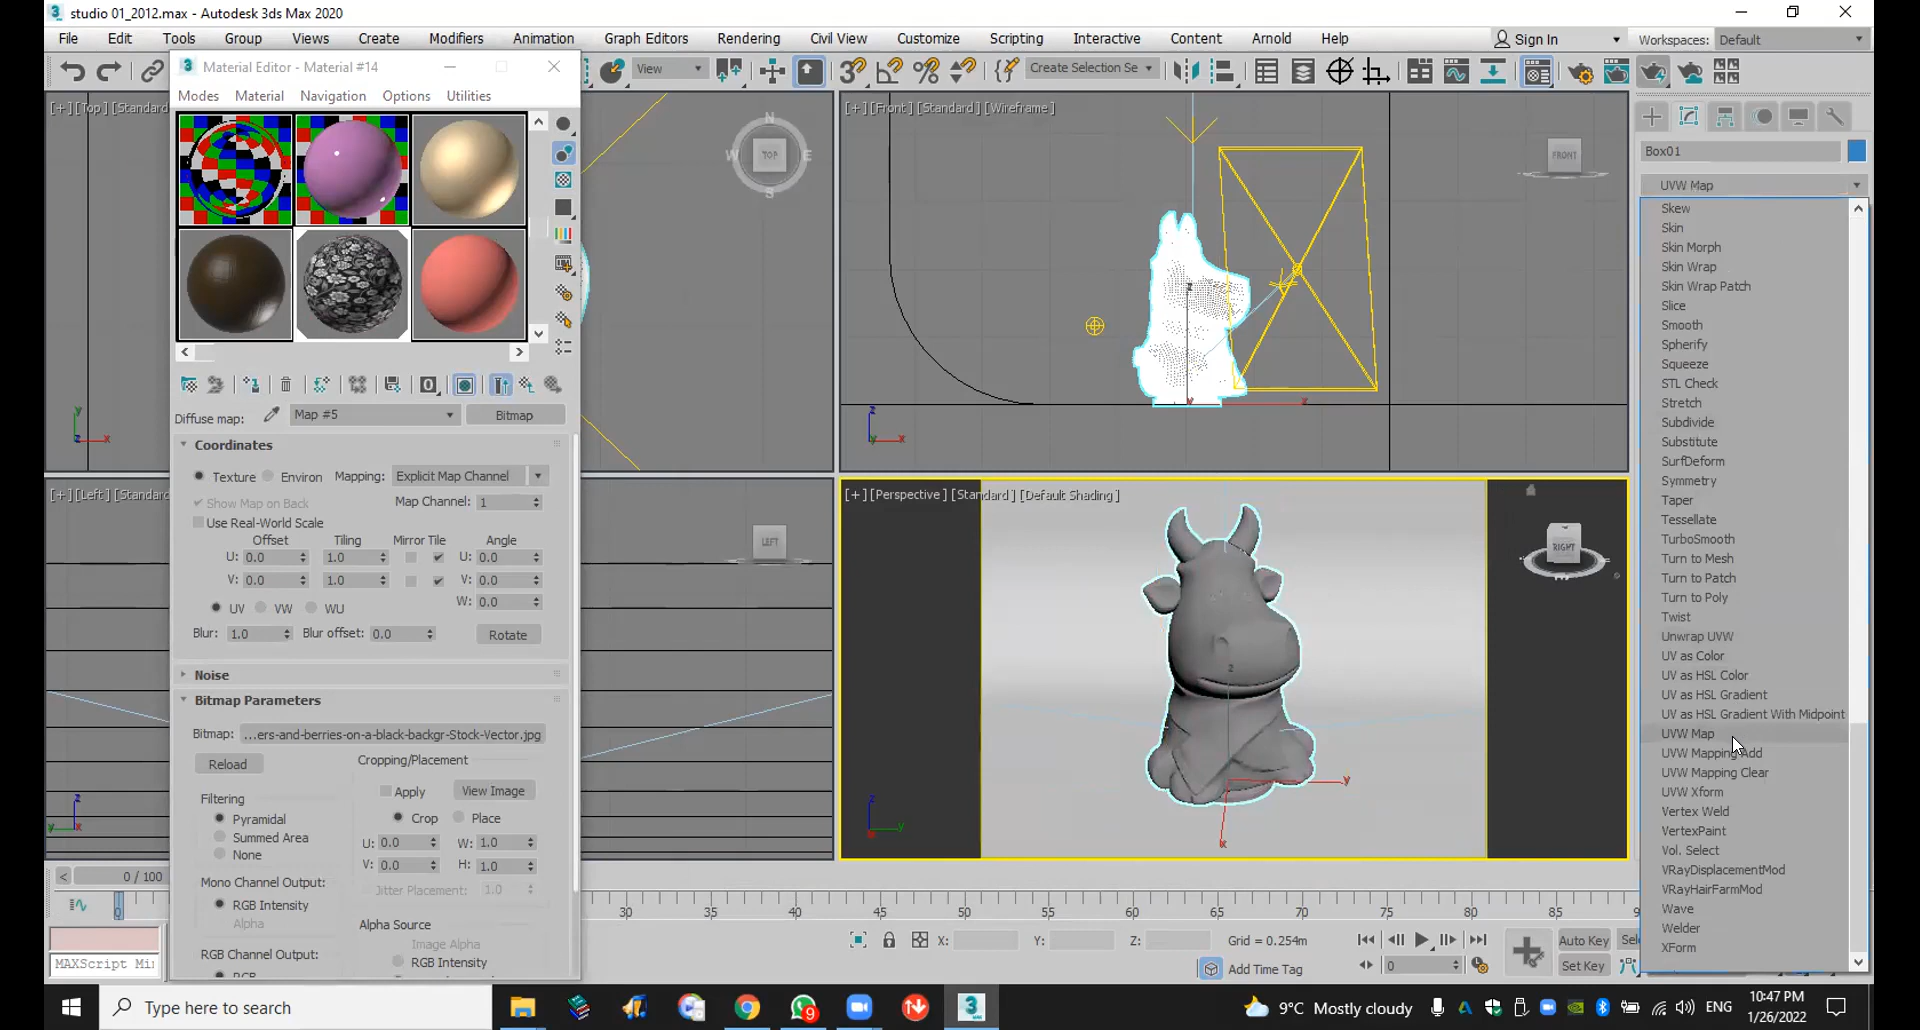 studio 01_2012.max - Autodesk 3ds Max 2020
File Edit Tools Group Views Create Modifiers Animation Graph Editors Rendering Civil View Customize Scripting Interactive Content Arnold Help Sign In Workspaces: Default
Material Editor - Material #14
View
Create Selection Se
Modes Material Navigation Options Utilities
[+] [Top] [Standard
TOP
N
W
E
S
[+] [Front] [Standard] [Wireframe]
FRONT
z
x
[+] [Left] [Standard
LEFT
[+] [Perspective] [Standard] [Default Shading]
RIGHT
z
y
x
Diffuse map: Map #5 Bitmap
Coordinates
Texture Environ Mapping: Explicit Map Channel
Show Map on Back Map Channel: 1
Use Real-World Scale
Offset Tiling Mirror Tile Angle
U: 0.0 1.0 U: 0.0
V: 0.0 1.0 V: 0.0
UV VW WU W: 0.0
Blur: 1.0 Blur offset: 0.0 Rotate
Noise
Bitmap Parameters
Bitmap: ...ers-and-berries-on-a-black-backgr-Stock-Vector.jpg
Reload
Cropping/Placement
Apply View Image
Crop Place
U: 0.0 W: 1.0
V: 0.0 H: 1.0
Jitter Placement: 1.0
Filtering
Pyramidal
Summed Area
None
Mono Channel Output:
RGB Intensity
Alpha
RGB Channel Output:
Alpha Source
Image Alpha
RGB Intensity
Box01
UVW Map
Skew
Skin
Skin Morph
Skin Wrap
Skin Wrap Patch
Slice
Smooth
Spherify
Squeeze
STL Check
Stretch
Subdivide
Substitute
SurfDeform
Symmetry
Taper
Tessellate
TurboSmooth
Turn to Mesh
Turn to Patch
Turn to Poly
Twist
Unwrap UVW
UV as Color
UV as HSL Color
UV as HSL Gradient
UV as HSL Gradient With Midpoint
UVW Map
UVW Mapping Add
UVW Mapping Clear
UVW Xform
Vertex Weld
VertexPaint
Vol. Select
VRayDisplacementMod
VRayHairFarmMod
Wave
Welder
XForm
0 / 100
0 30 35 40 45 50 55 60 65 70 75 80 85
X: Y: Z: Grid = 0.254m
Add Time Tag
0
Auto Key Sel
Set Key
MAXScript Mi
Type here to search
9
9°C Mostly cloudy
ENG
10:47 PM
1/26/2022